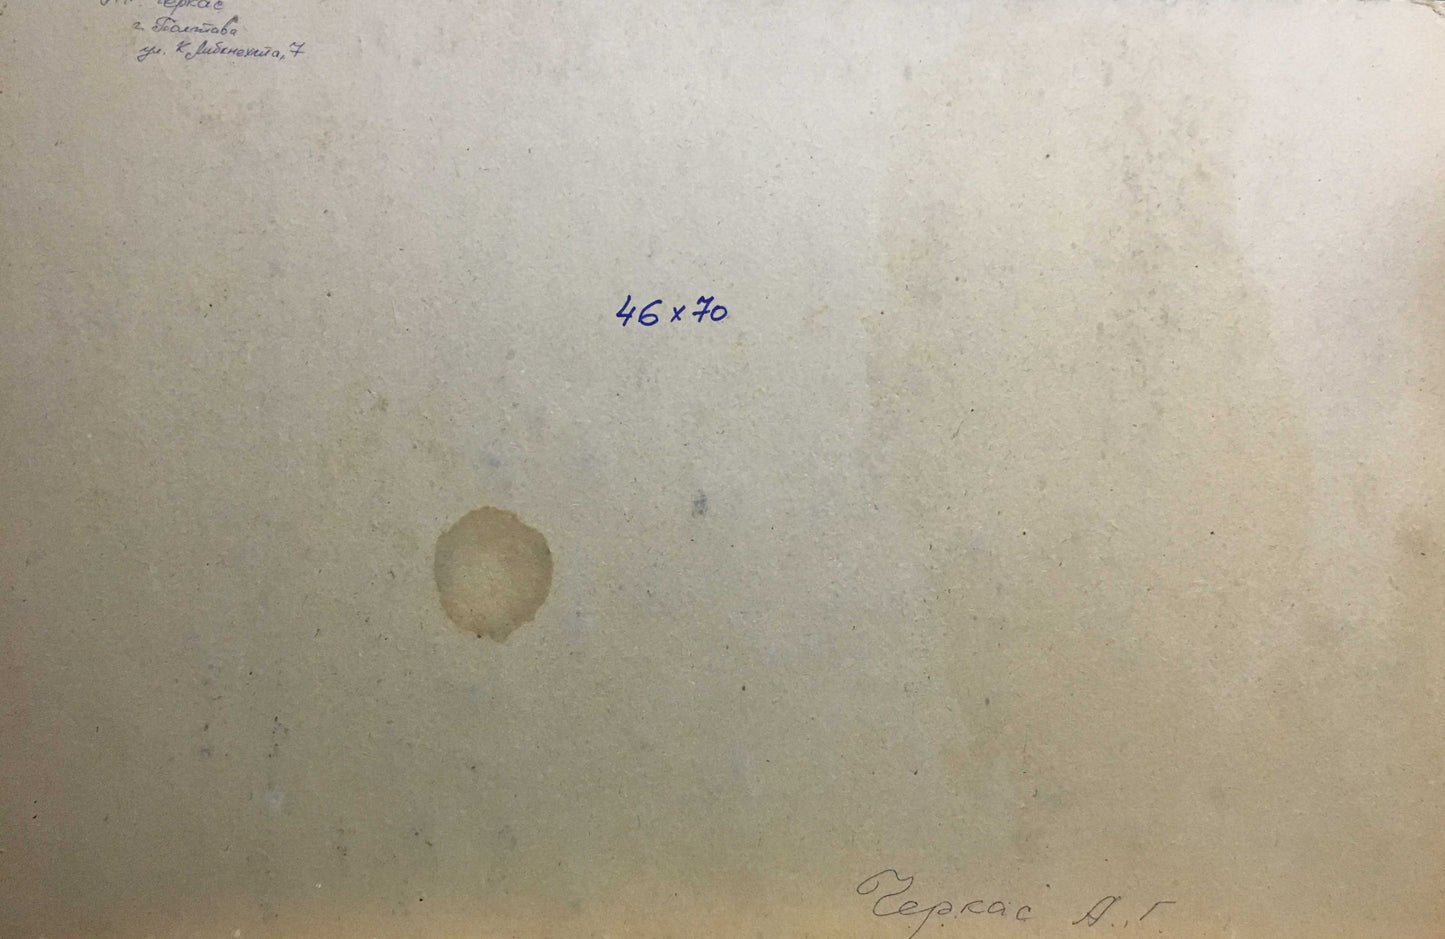 А.Г. Черкас
г. Полтава
ул. К. Либкнехта, 7
46 x 70
Черкас А. Г